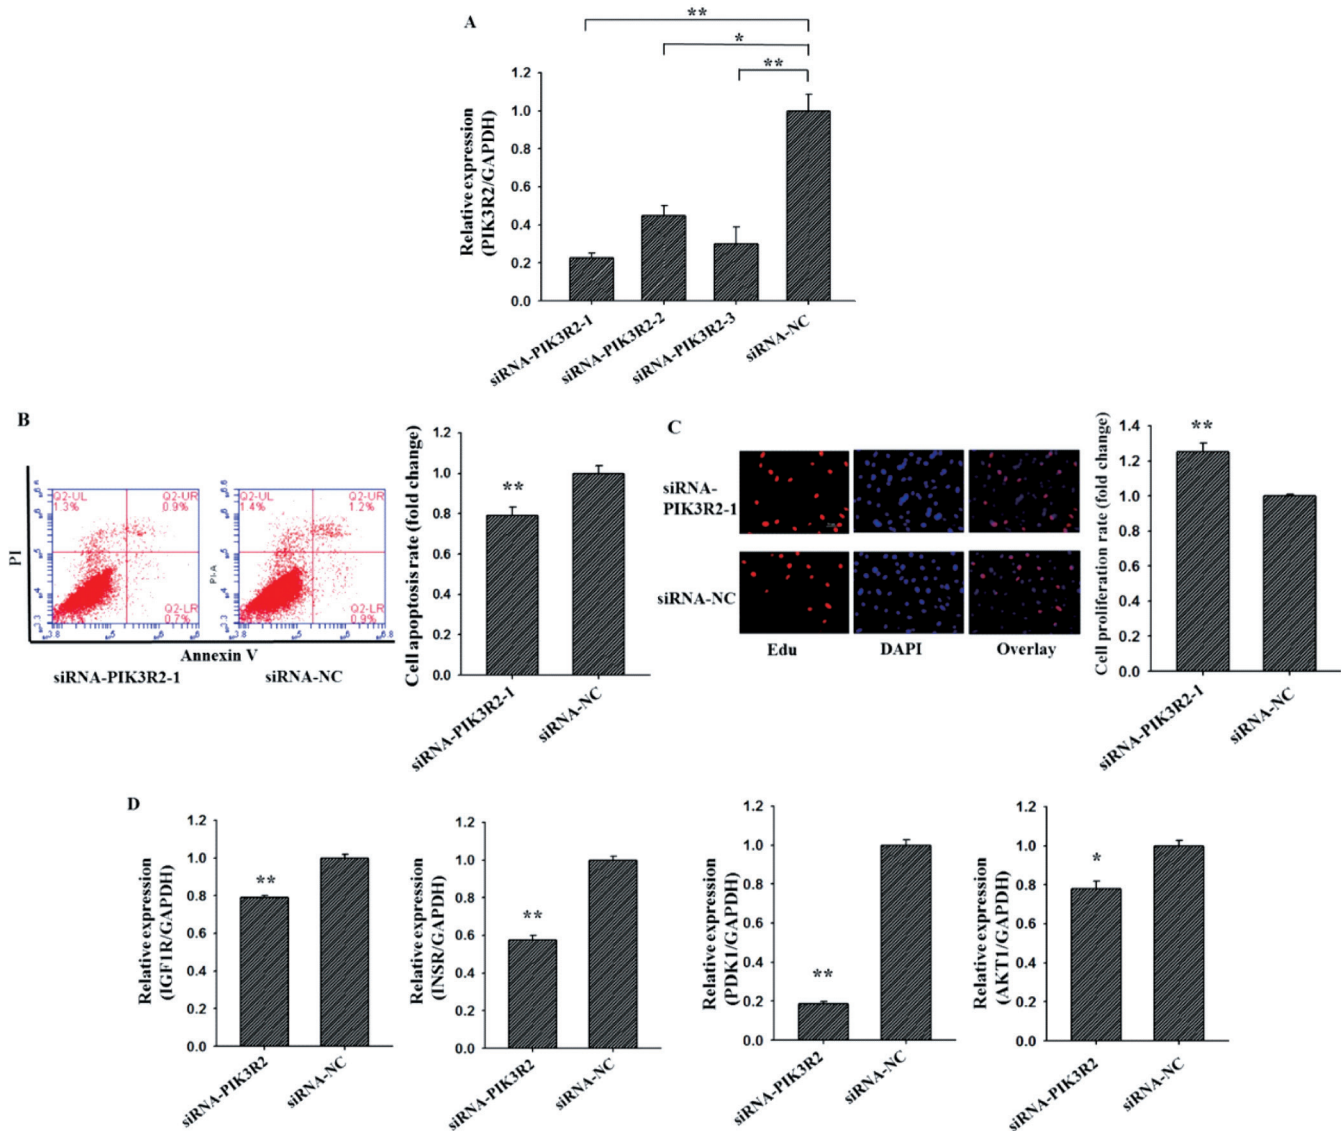 A
**
*
**
Relative expression
(PIK3R2/GAPDH)
1.2
1.0
0.8
0.6
0.4
0.2
0.0
siRNA-PIK3R2-1
siRNA-PIK3R2-2
siRNA-PIK3R2-3
siRNA-NC
B
PI
Q2-UL
1.3%
Q2-UR
0.9%
Q2-LR
0.7%
PI-A
Q2-UL
1.4%
Q2-UR
1.2%
Q2-LR
0.9%
Annexin V
siRNA-PIK3R2-1
siRNA-NC
Cell apoptosis rate (fold change)
1.2
1.0
0.8
0.6
0.4
0.2
0.0
**
siRNA-PIK3R2-1
siRNA-NC
C
siRNA-
PIK3R2-1
siRNA-NC
Edu
DAPI
Overlay
Cell proliferation rate (fold change)
1.4
1.2
1.0
0.8
0.6
0.4
0.2
0.0
**
siRNA-PIK3R2-1
siRNA-NC
D
Relative expression
(IGF1R/GAPDH)
1.2
1.0
0.8
0.6
0.4
0.2
0.0
**
siRNA-PIK3R2
siRNA-NC
Relative expression
(INSR/GAPDH)
1.2
1.0
0.8
0.6
0.4
0.2
0.0
**
siRNA-PIK3R2
siRNA-NC
Relative expression
(PDK1/GAPDH)
1.2
1.0
0.8
0.6
0.4
0.2
0.0
**
siRNA-PIK3R2
siRNA-NC
Relative expression
(AKT1/GAPDH)
1.2
1.0
0.8
0.6
0.4
0.2
0.0
*
siRNA-PIK3R2
siRNA-NC